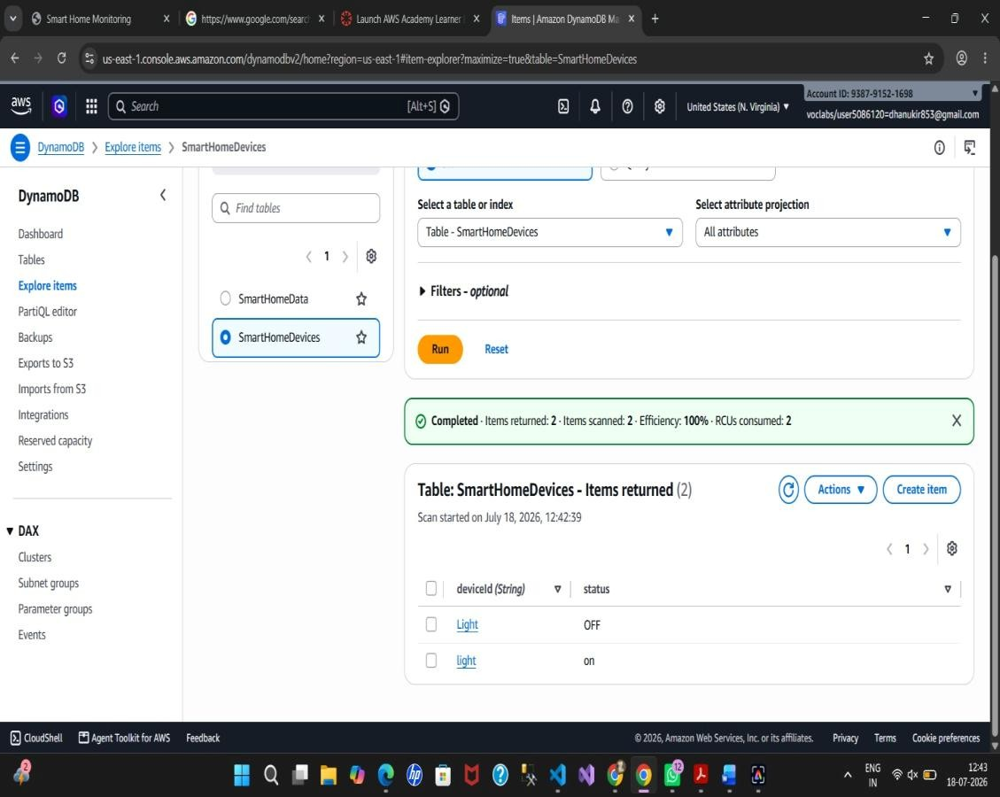 Smart Home Monitoring
https://www.google.com/searc
Launch AWS Academy Learner
Items | Amazon DynamoDB Ma
us-east-1.console.aws.amazon.com/dynamodbv2/home?region=us-east-1#item-explorer?maximize=true&table=SmartHomeDevices
aws
Search
[Alt+S]
United States (N. Virginia)
Account ID: 9387-9152-1698
voclabs/user5086120=dhanukir853@gmail.com
DynamoDB
Explore items
SmartHomeDevices
DynamoDB
Dashboard
Tables
Explore items
PartiQL editor
Backups
Exports to S3
Imports from S3
Integrations
Reserved capacity
Settings
DAX
Clusters
Subnet groups
Parameter groups
Events
Find tables
1
SmartHomeData
SmartHomeDevices
Select a table or index
Table - SmartHomeDevices
Select attribute projection
All attributes
Filters - optional
Run
Reset
Completed · Items returned: 2 · Items scanned: 2 · Efficiency: 100% · RCUs consumed: 2
Table: SmartHomeDevices - Items returned (2)
Scan started on July 18, 2026, 12:42:39
Actions
Create item
1
deviceId (String)
status
Light
OFF
light
on
CloudShell
Agent Toolkit for AWS
Feedback
© 2026, Amazon Web Services, Inc. or its affiliates.
Privacy
Terms
Cookie preferences
2
hp
12
ENG
IN
12:43
18-07-2026